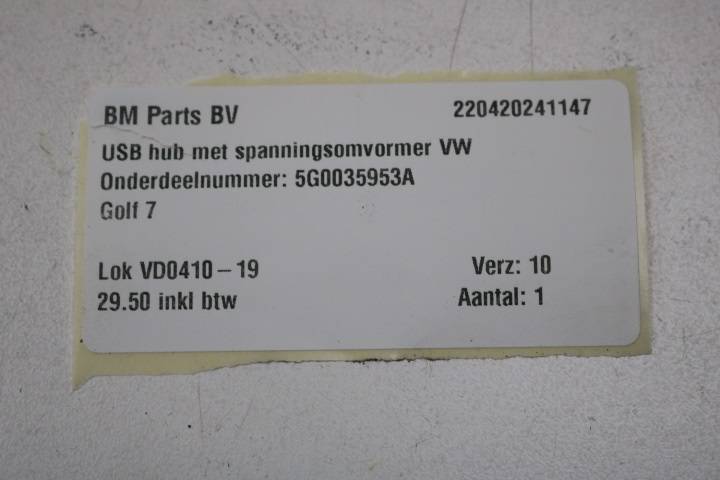 BM Parts BV 220420241147
USB hub met spanningsomvormer VW
Onderdeelnummer: 5G0035953A
Golf 7
Lok VD0410 – 19 Verz: 10
29.50 inkl btw Aantal: 1